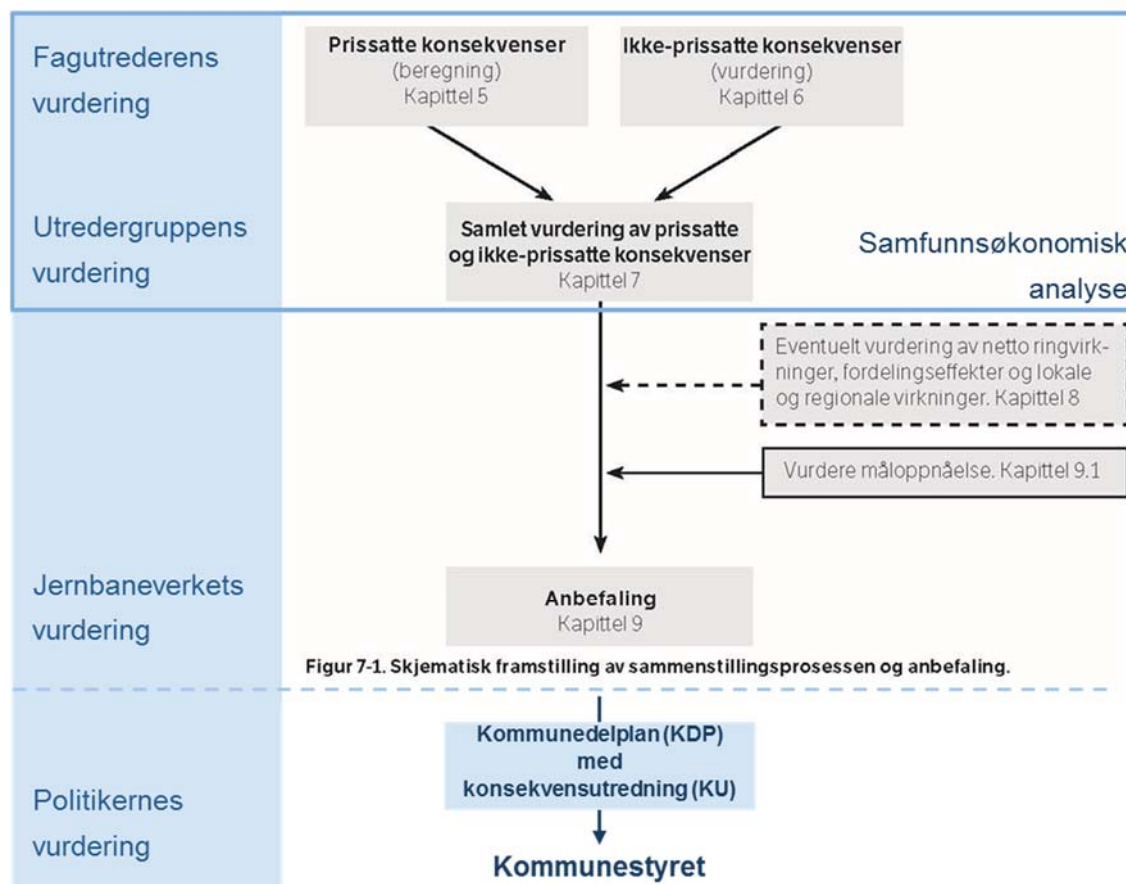 Fagutrederens
vurdering
Prissatte konsekvenser
(beregning)
Kapittel 5
Ikke-prissatte konsekvenser
(vurdering)
Kapittel 6
Utredergruppens
vurdering
Samlet vurdering av prissatte
og ikke-prissatte konsekvenser
Kapittel 7
Samfunnsøkonomisk
analyse
Eventuelt vurdering av netto ringvirk-
ninger, fordelingseffekter og lokale
og regionale virkninger. Kapittel 8
Vurdere måloppnåelse. Kapittel 9.1
Jernbaneverkets
vurdering
Anbefaling
Kapittel 9
Figur 7-1. Skjematisk framstilling av sammenstillingsprosessen og anbefaling.
Politikernes
vurdering
Kommunedelplan (KDP)
med
konsekvensutredning (KU)
Kommunestyret